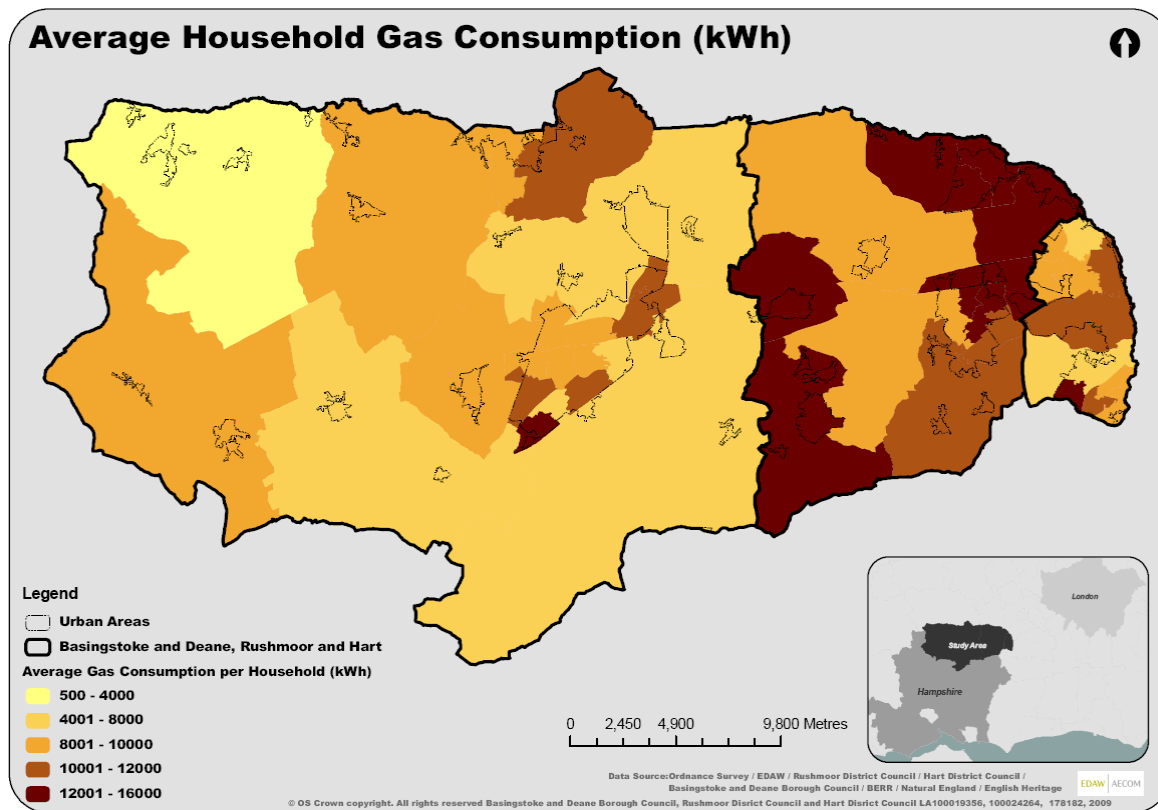 Average Household Gas Consumption (kWh)
London
Study Area
Hampshire
Legend
Urban Areas
Basingstoke and Deane, Rushmoor and Hart
Average Gas Consumption per Household (kWh)
500 - 4000
4001 - 8000
8001 - 10000
10001 - 12000
12001 - 16000
0 2,450 4,900 9,800 Metres
Data Source:Ordnance Survey / EDAW / Rushmoor District Council / Hart District Council /
Basingstoke and Deane Borough Council / BERR / Natural England / English Heritage
EDAW AECOM
© OS Crown copyright. All rights reserved Basingstoke and Deane Borough Council, Rushmoor District Council and Hart District Council LA100019356, 100024264, 178182, 2009